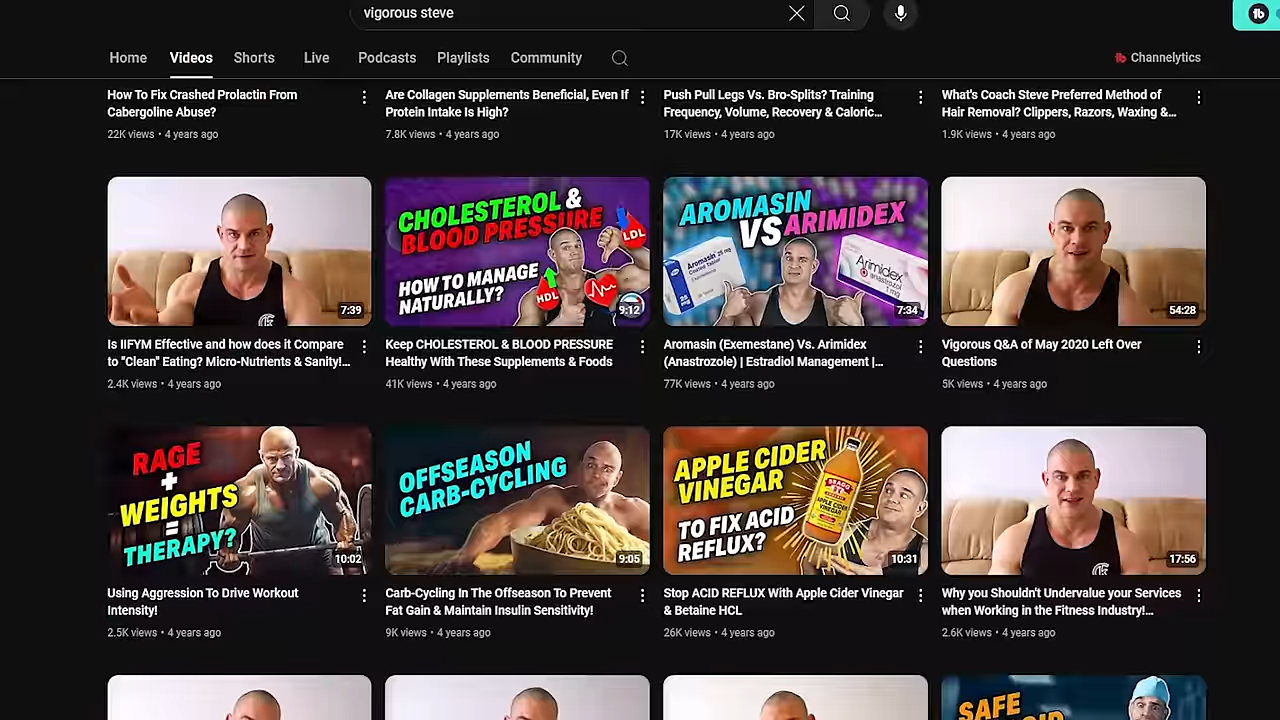 vigorous steve
Home Videos Shorts Live Podcasts Playlists Community
Channelytics
How To Fix Crashed Prolactin From
Cabergoline Abuse?
22K views • 4 years ago
Are Collagen Supplements Beneficial, Even If
Protein Intake Is High?
7.8K views • 4 years ago
Push Pull Legs Vs. Bro-Splits? Training
Frequency, Volume, Recovery & Caloric...
17K views • 4 years ago
What's Coach Steve Preferred Method of
Hair Removal? Clippers, Razors, Waxing &...
1.9K views • 4 years ago
7:39
Is IIFYM Effective and how does it Compare
to "Clean" Eating? Micro-Nutrients & Sanity!...
2.4K views • 4 years ago
CHOLESTEROL &
BLOOD PRESSURE
HOW TO MANAGE
NATURALLY?
HDL
LDL
9:12
Keep CHOLESTEROL & BLOOD PRESSURE
Healthy With These Supplements & Foods
41K views • 4 years ago
AROMASIN
VS ARIMIDEX
Aromasin 25 mg
Arimidex
anastrozol
1 mg
7:34
Aromasin (Exemestane) Vs. Arimidex
(Anastrozole) | Estradiol Management |...
77K views • 4 years ago
54:28
Vigorous Q&A of May 2020 Left Over
Questions
5K views • 4 years ago
RAGE
+
WEIGHTS
=
THERAPY?
10:02
Using Aggression To Drive Workout
Intensity!
2.5K views • 4 years ago
OFFSEASON
CARB-CYCLING
9:05
Carb-Cycling In The Offseason To Prevent
Fat Gain & Maintain Insulin Sensitivity!
9K views • 4 years ago
APPLE CIDER
VINEGAR
TO FIX ACID
REFLUX?
BRAGG
APPLE CIDER
VINEGAR
10:31
Stop ACID REFLUX With Apple Cider Vinegar
& Betaine HCL
26K views • 4 years ago
17:56
Why you Shouldn't Undervalue your Services
when Working in the Fitness Industry!...
2.6K views • 4 years ago
SAFE